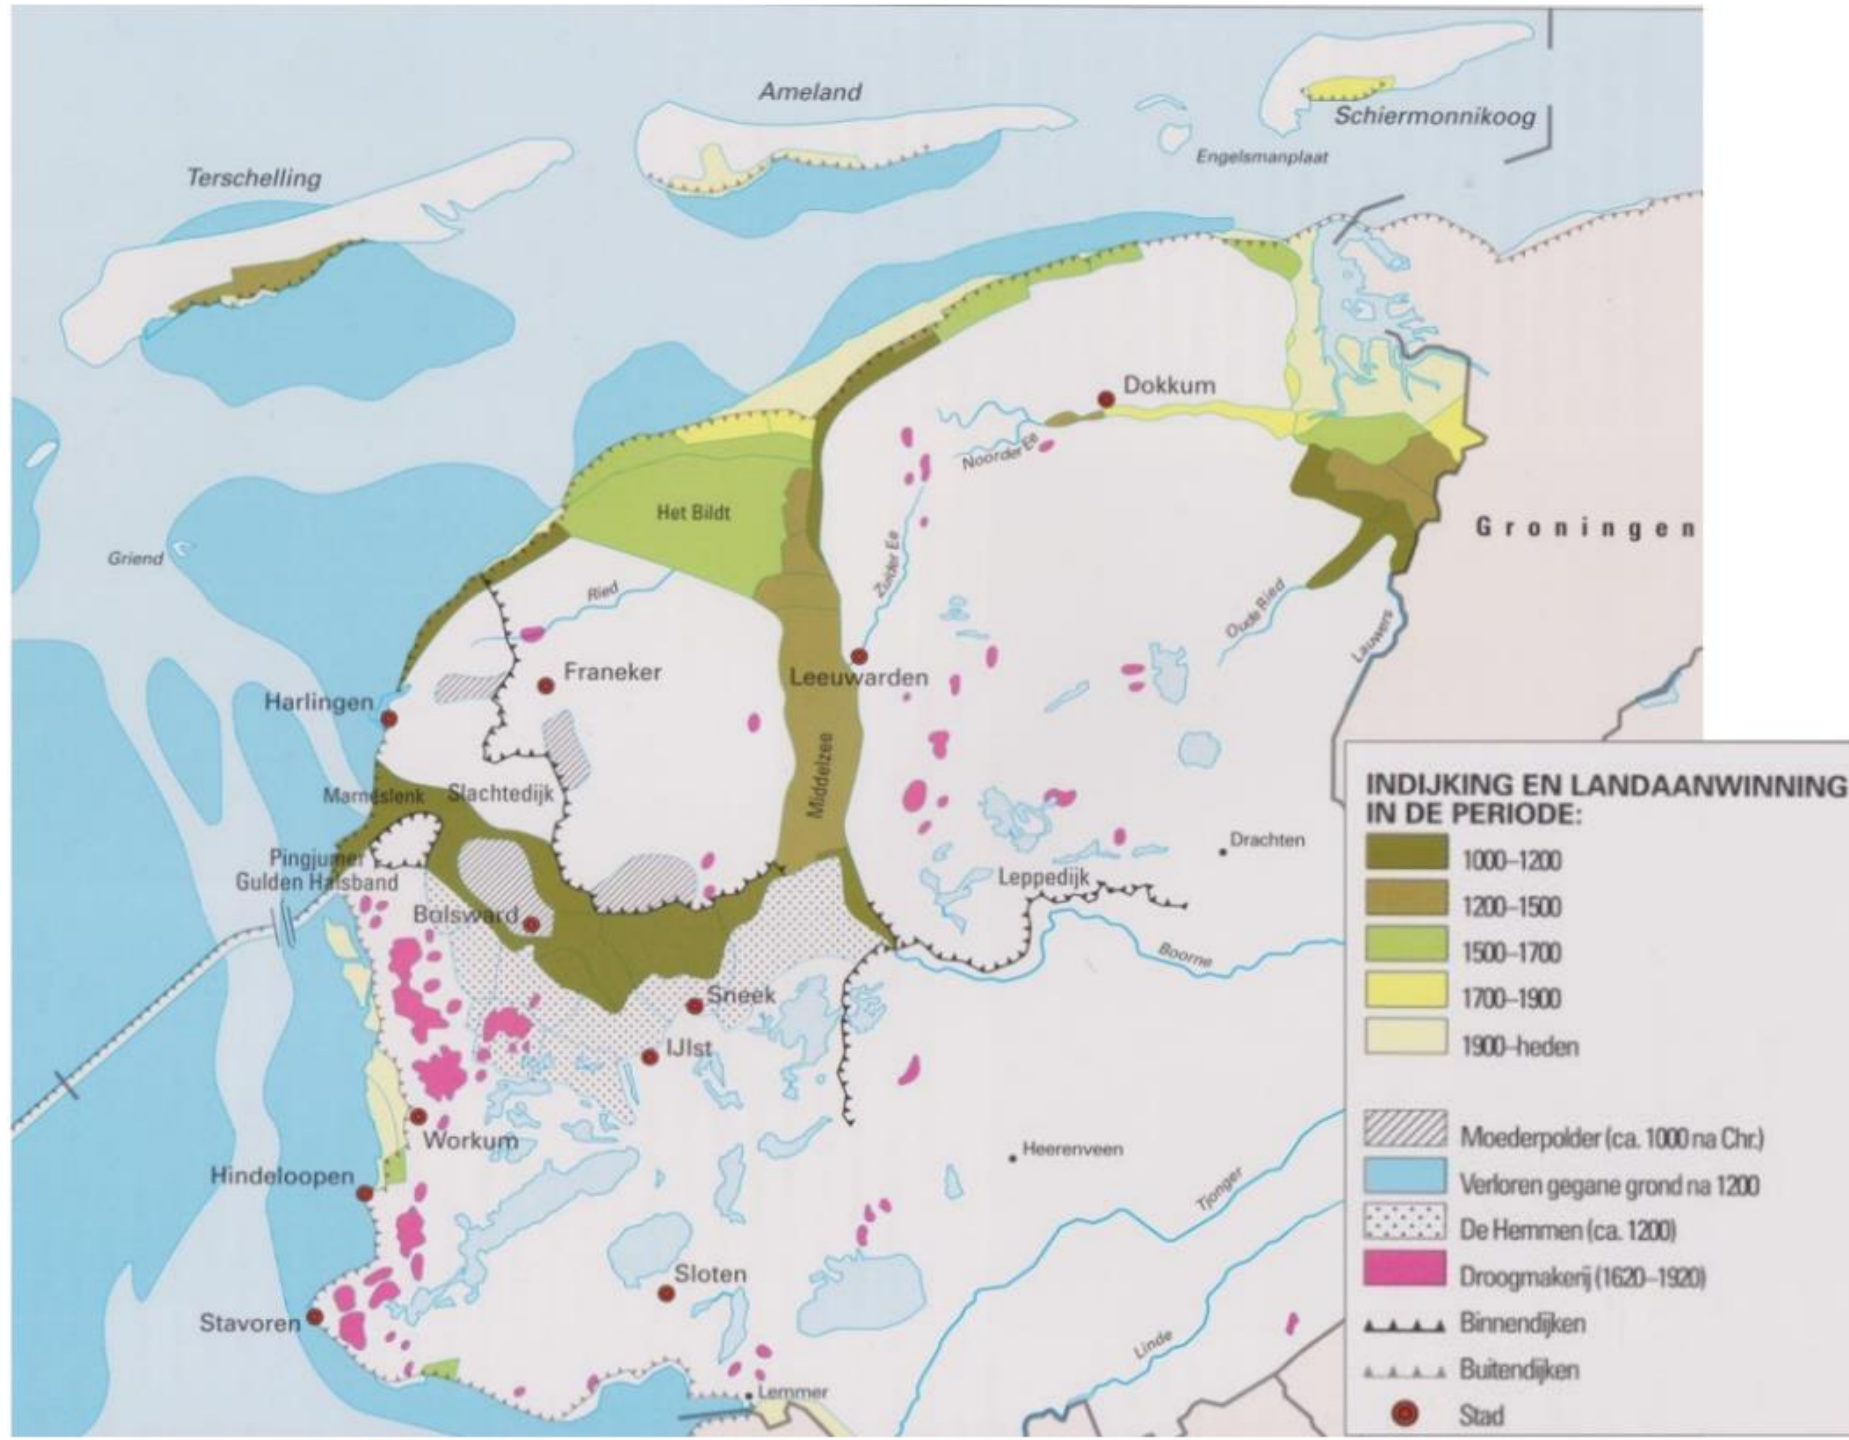 Ameland
Schiermonnikoog
Engelsmanplaat
Terschelling
Dokkum
Noorder Ee
Het Bildt
Groningen
Griend
Zuider Ee
Ried
Oude Ried
Lauwers
Franeker
Leeuwarden
Harlingen
Middelzee
Marneslenk
Slachtedijk
Pingjumer
Gulden Halsband
Drachten
Leppedijk
Bolsward
Boorne
Sneek
IJlst
Workum
Heerenveen
Hindeloopen
Tjonger
Sloten
Stavoren
Linde
Lemmer
INDIJKING EN LANDAANWINNING
IN DE PERIODE:
1000–1200
1200–1500
1500–1700
1700–1900
1900–heden
Moederpolder (ca. 1000 na Chr.)
Verloren gegane grond na 1200
De Hemmen (ca. 1200)
Droogmakerij (1620–1920)
Binnendijken
Buitendijken
Stad